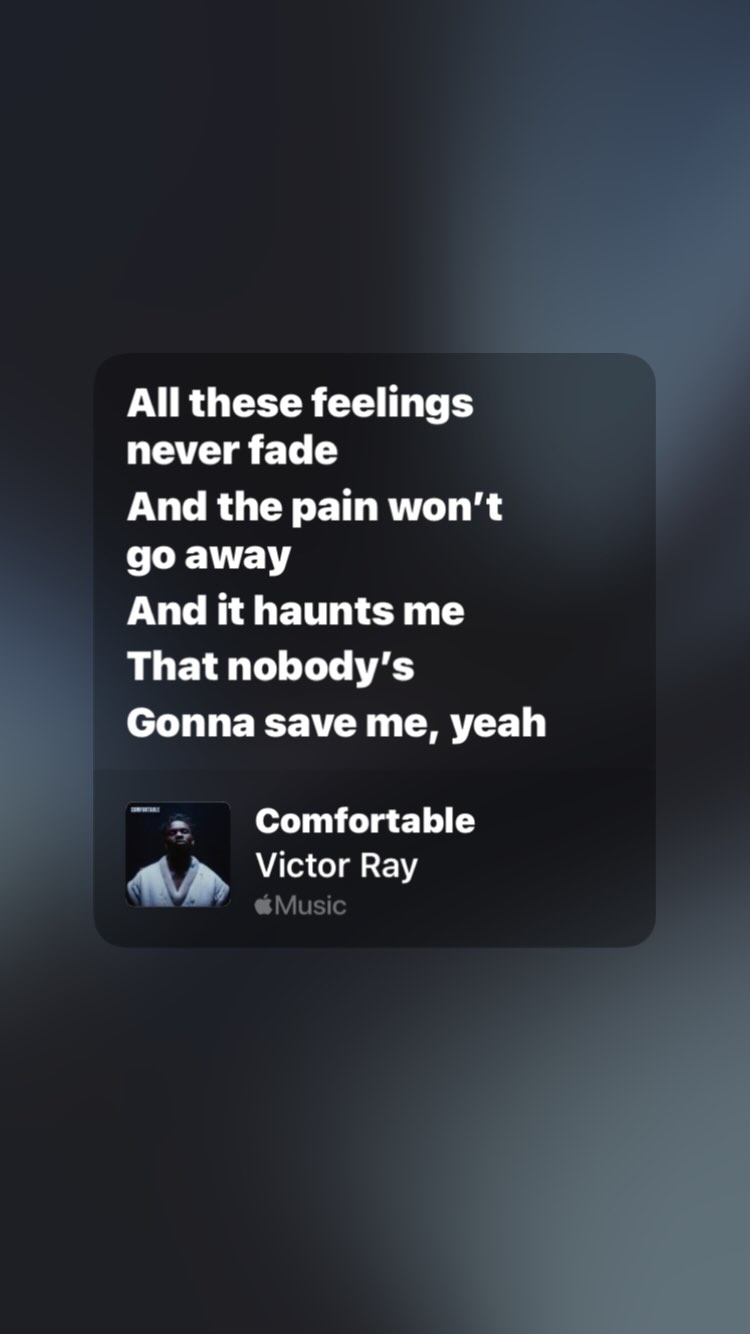 All these feelings
never fade
And the pain won’t
go away
And it haunts me
That nobody’s
Gonna save me, yeah
COMFORTABLE
Comfortable
Victor Ray
Music